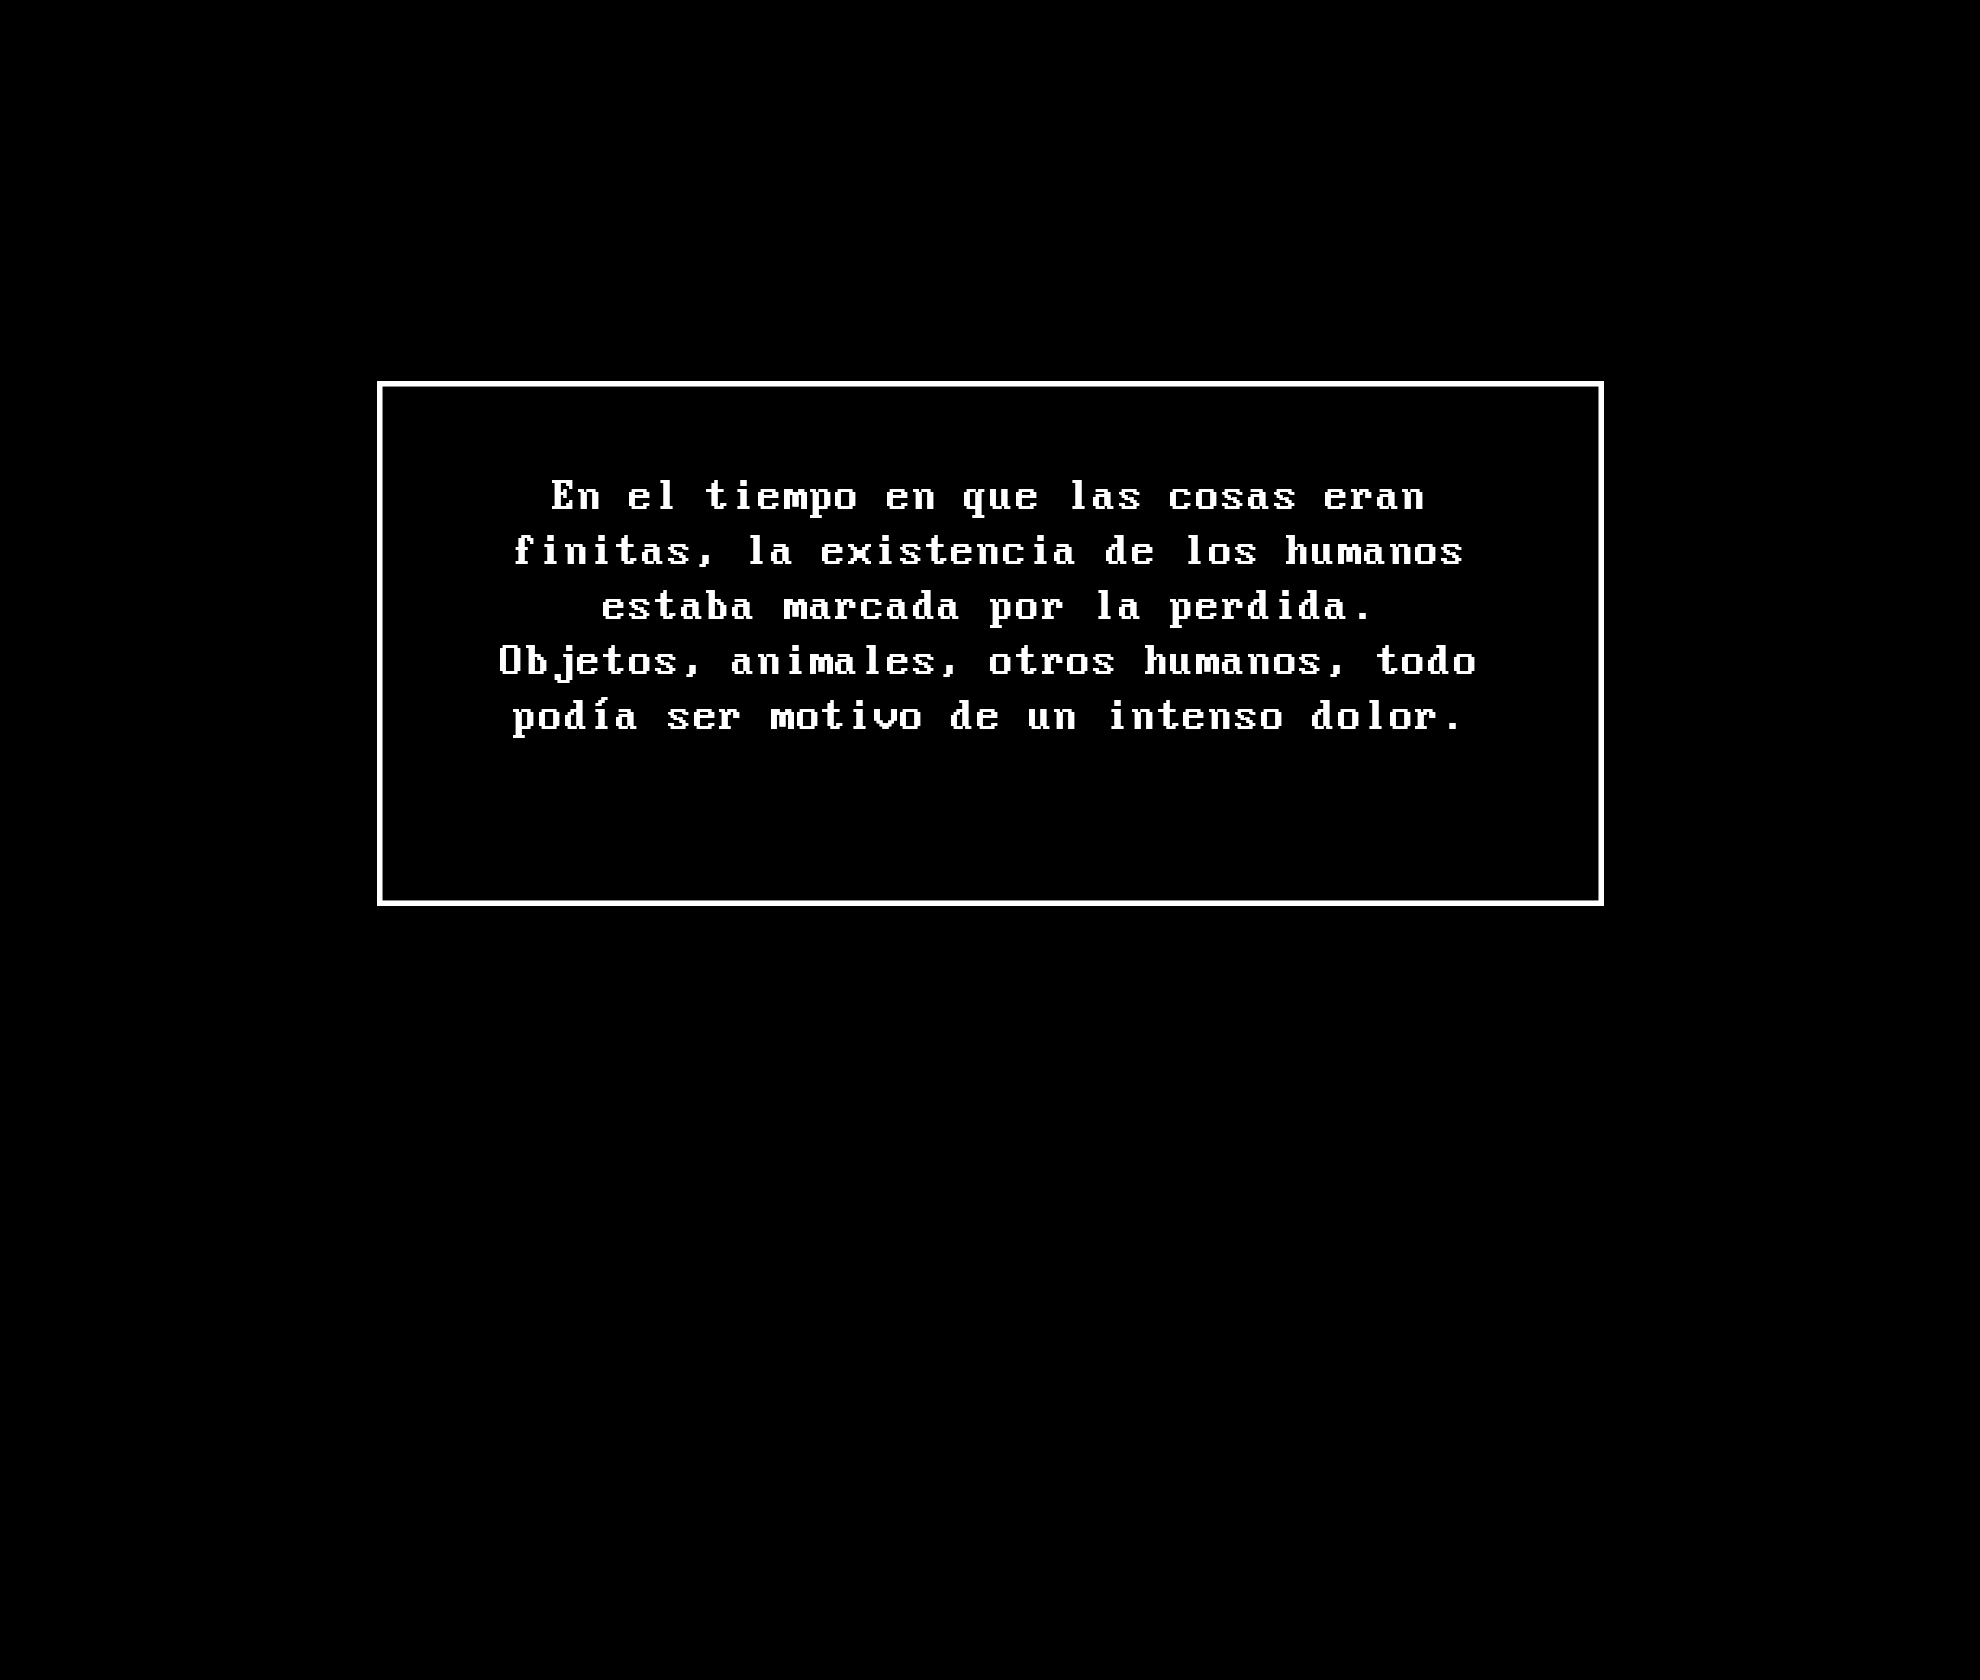 En el tiempo en que las cosas eran
finitas, la existencia de los humanos
estaba marcada por la perdida.
Objetos, animales, otros humanos, todo
podía ser motivo de un intenso dolor.